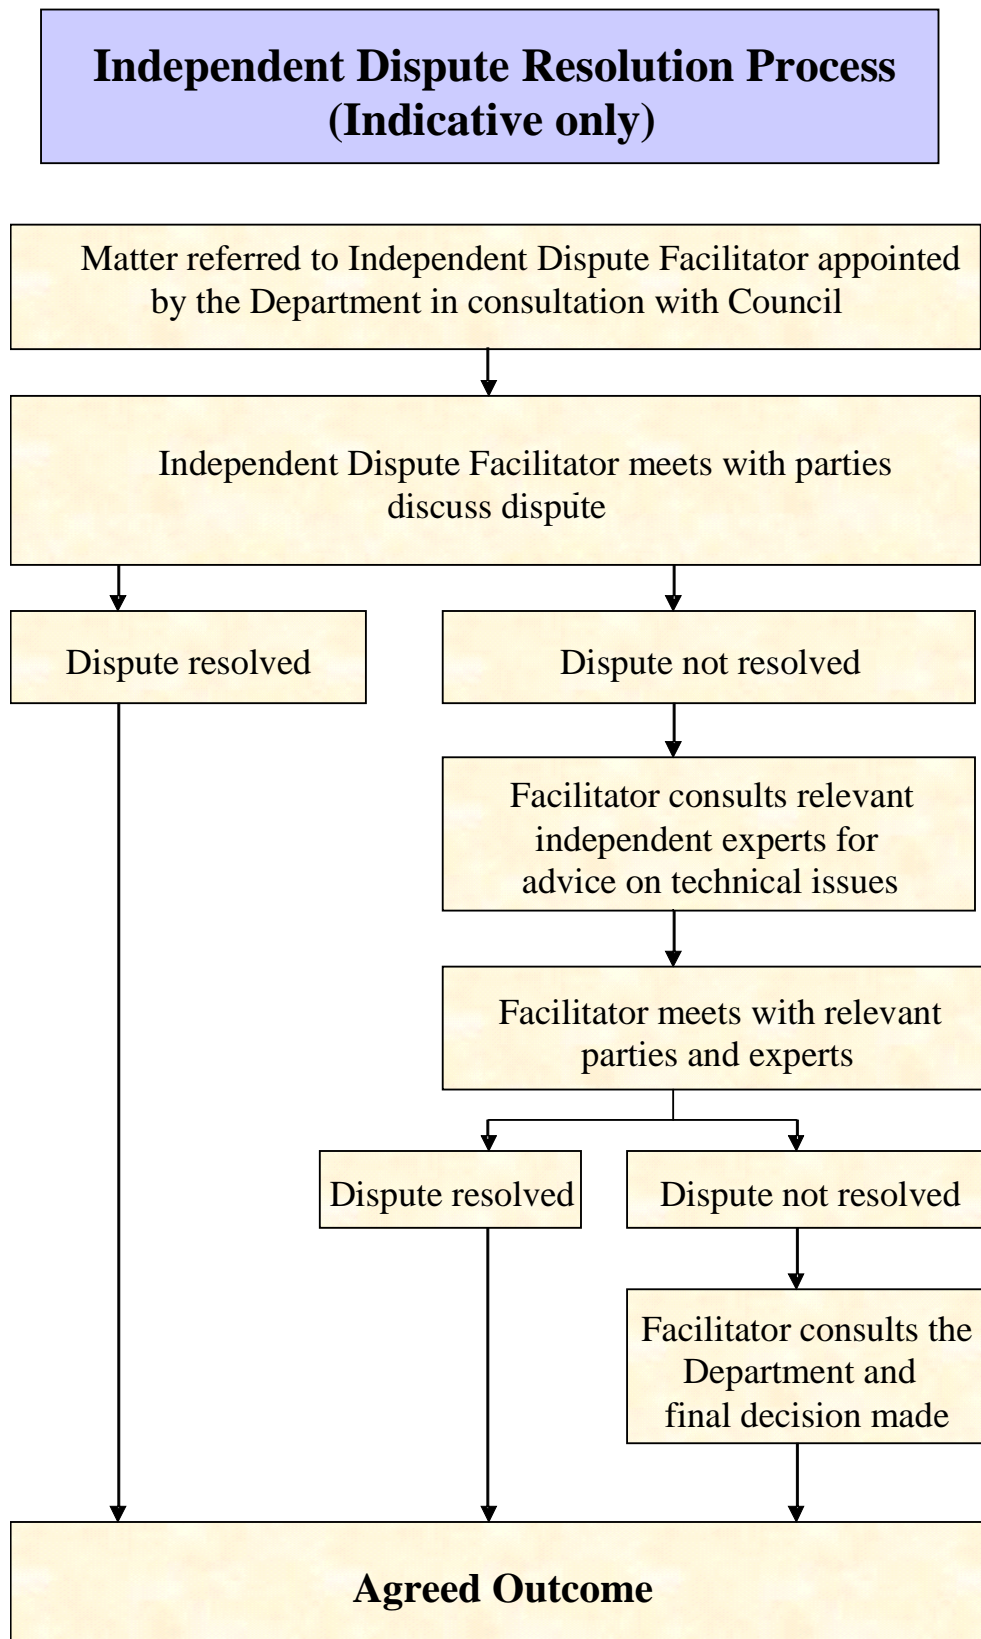 Independent Dispute Resolution Process
(Indicative only)
Matter referred to Independent Dispute Facilitator appointed
by the Department in consultation with Council
Independent Dispute Facilitator meets with parties
discuss dispute
Dispute resolved
Dispute not resolved
Facilitator consults relevant
independent experts for
advice on technical issues
Facilitator meets with relevant
parties and experts
Dispute resolved
Dispute not resolved
Facilitator consults the
Department and
final decision made
Agreed Outcome